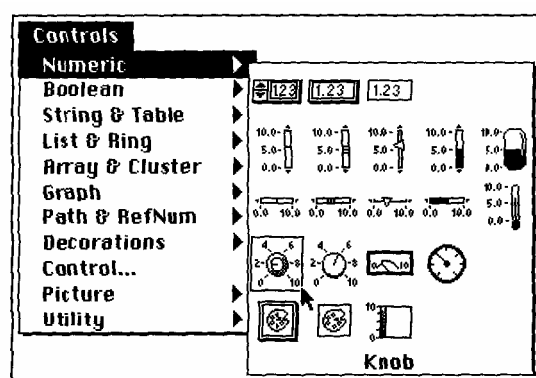 Controls
Numeric
Boolean
String & Table
List & Ring
Array & Cluster
Graph
Path & RefNum
Decorations
Control...
Picture
Utility
123 1.23 1.23
10.0 10.0 10.0 10.0 10.0
5.0 5.0 5.0 5.0 5.0
0.0 0.0 0.0 0.0 0.0
10.0
5.0
0.0
0.0 10.0 0.0 10.0 0.0 10.0 0.0 10.0
4 6 4 6
2 8 2 8 0 10
0 10 0 10
10
0
Knob